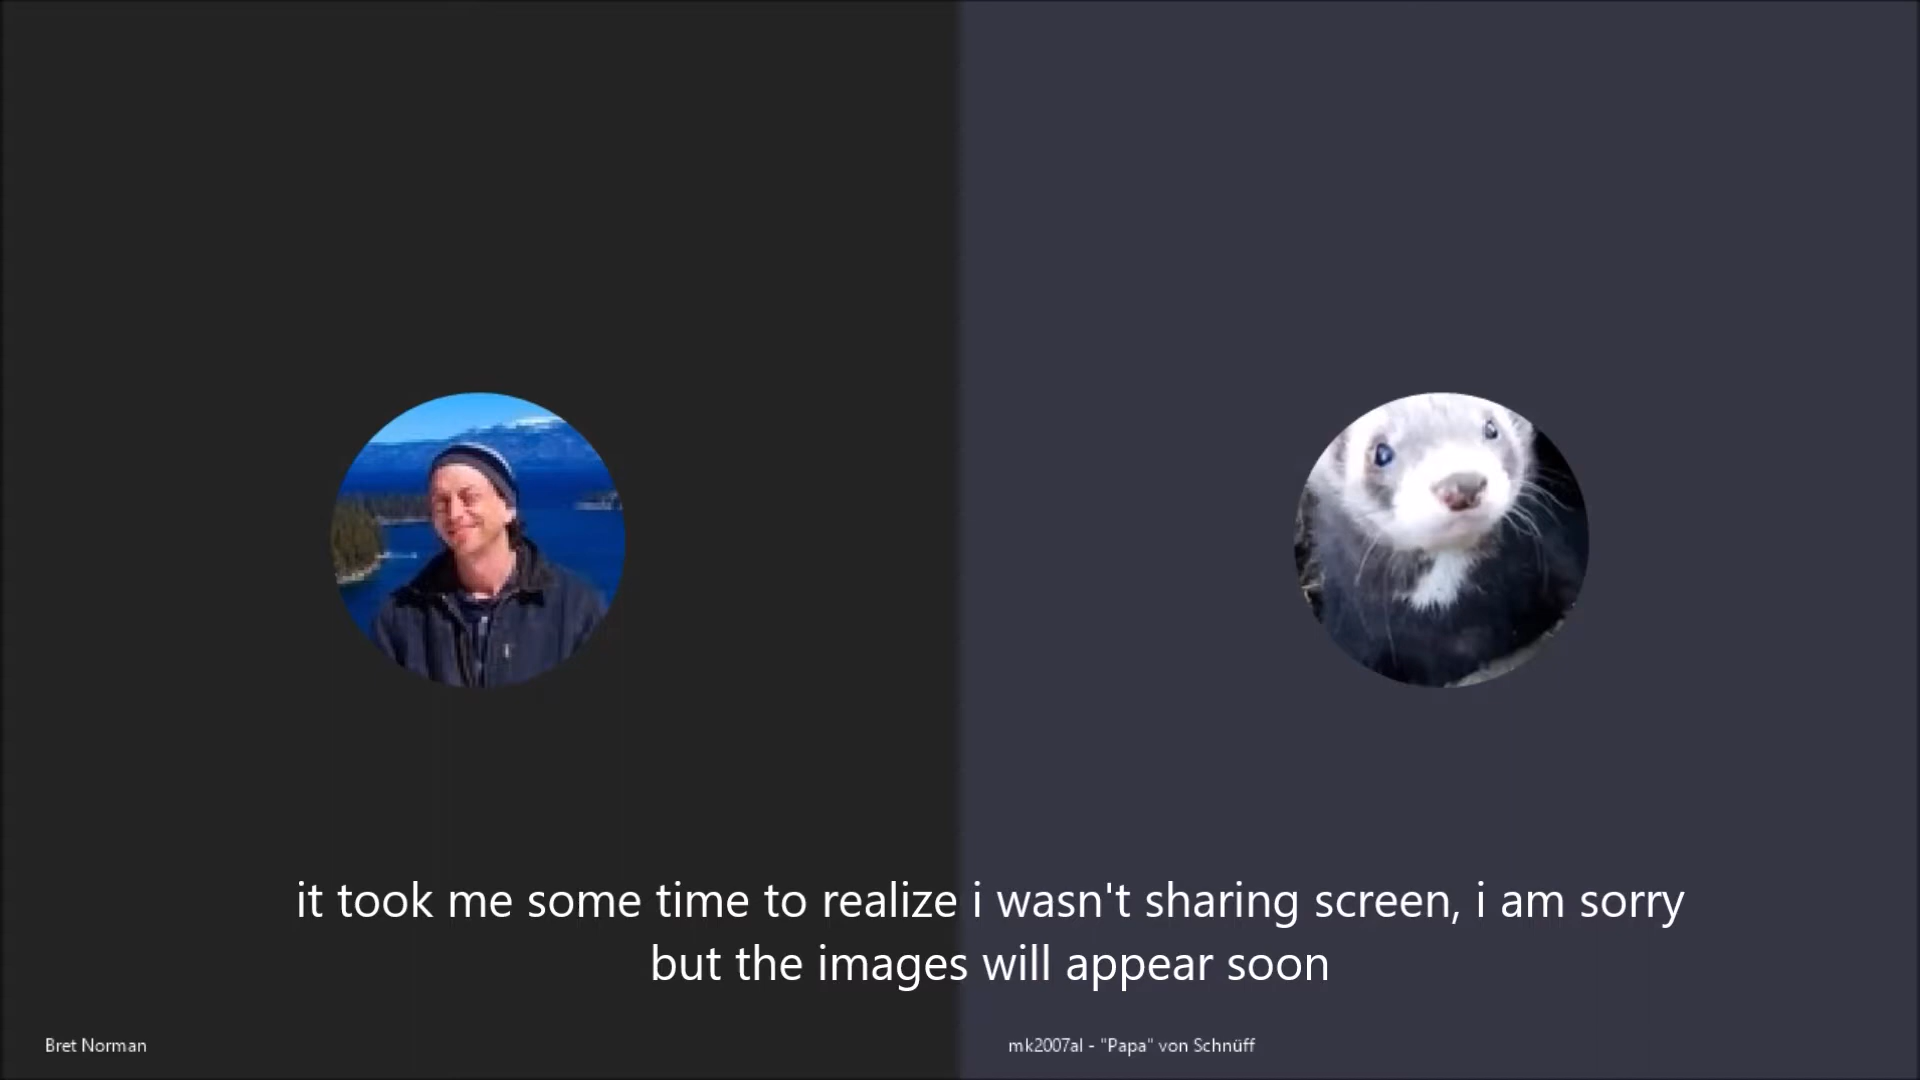 it took me some time to realize i wasn't sharing screen, i am sorry
but the images will appear soon
Bret Norman
mk2007al - "Papa" von Schnüff